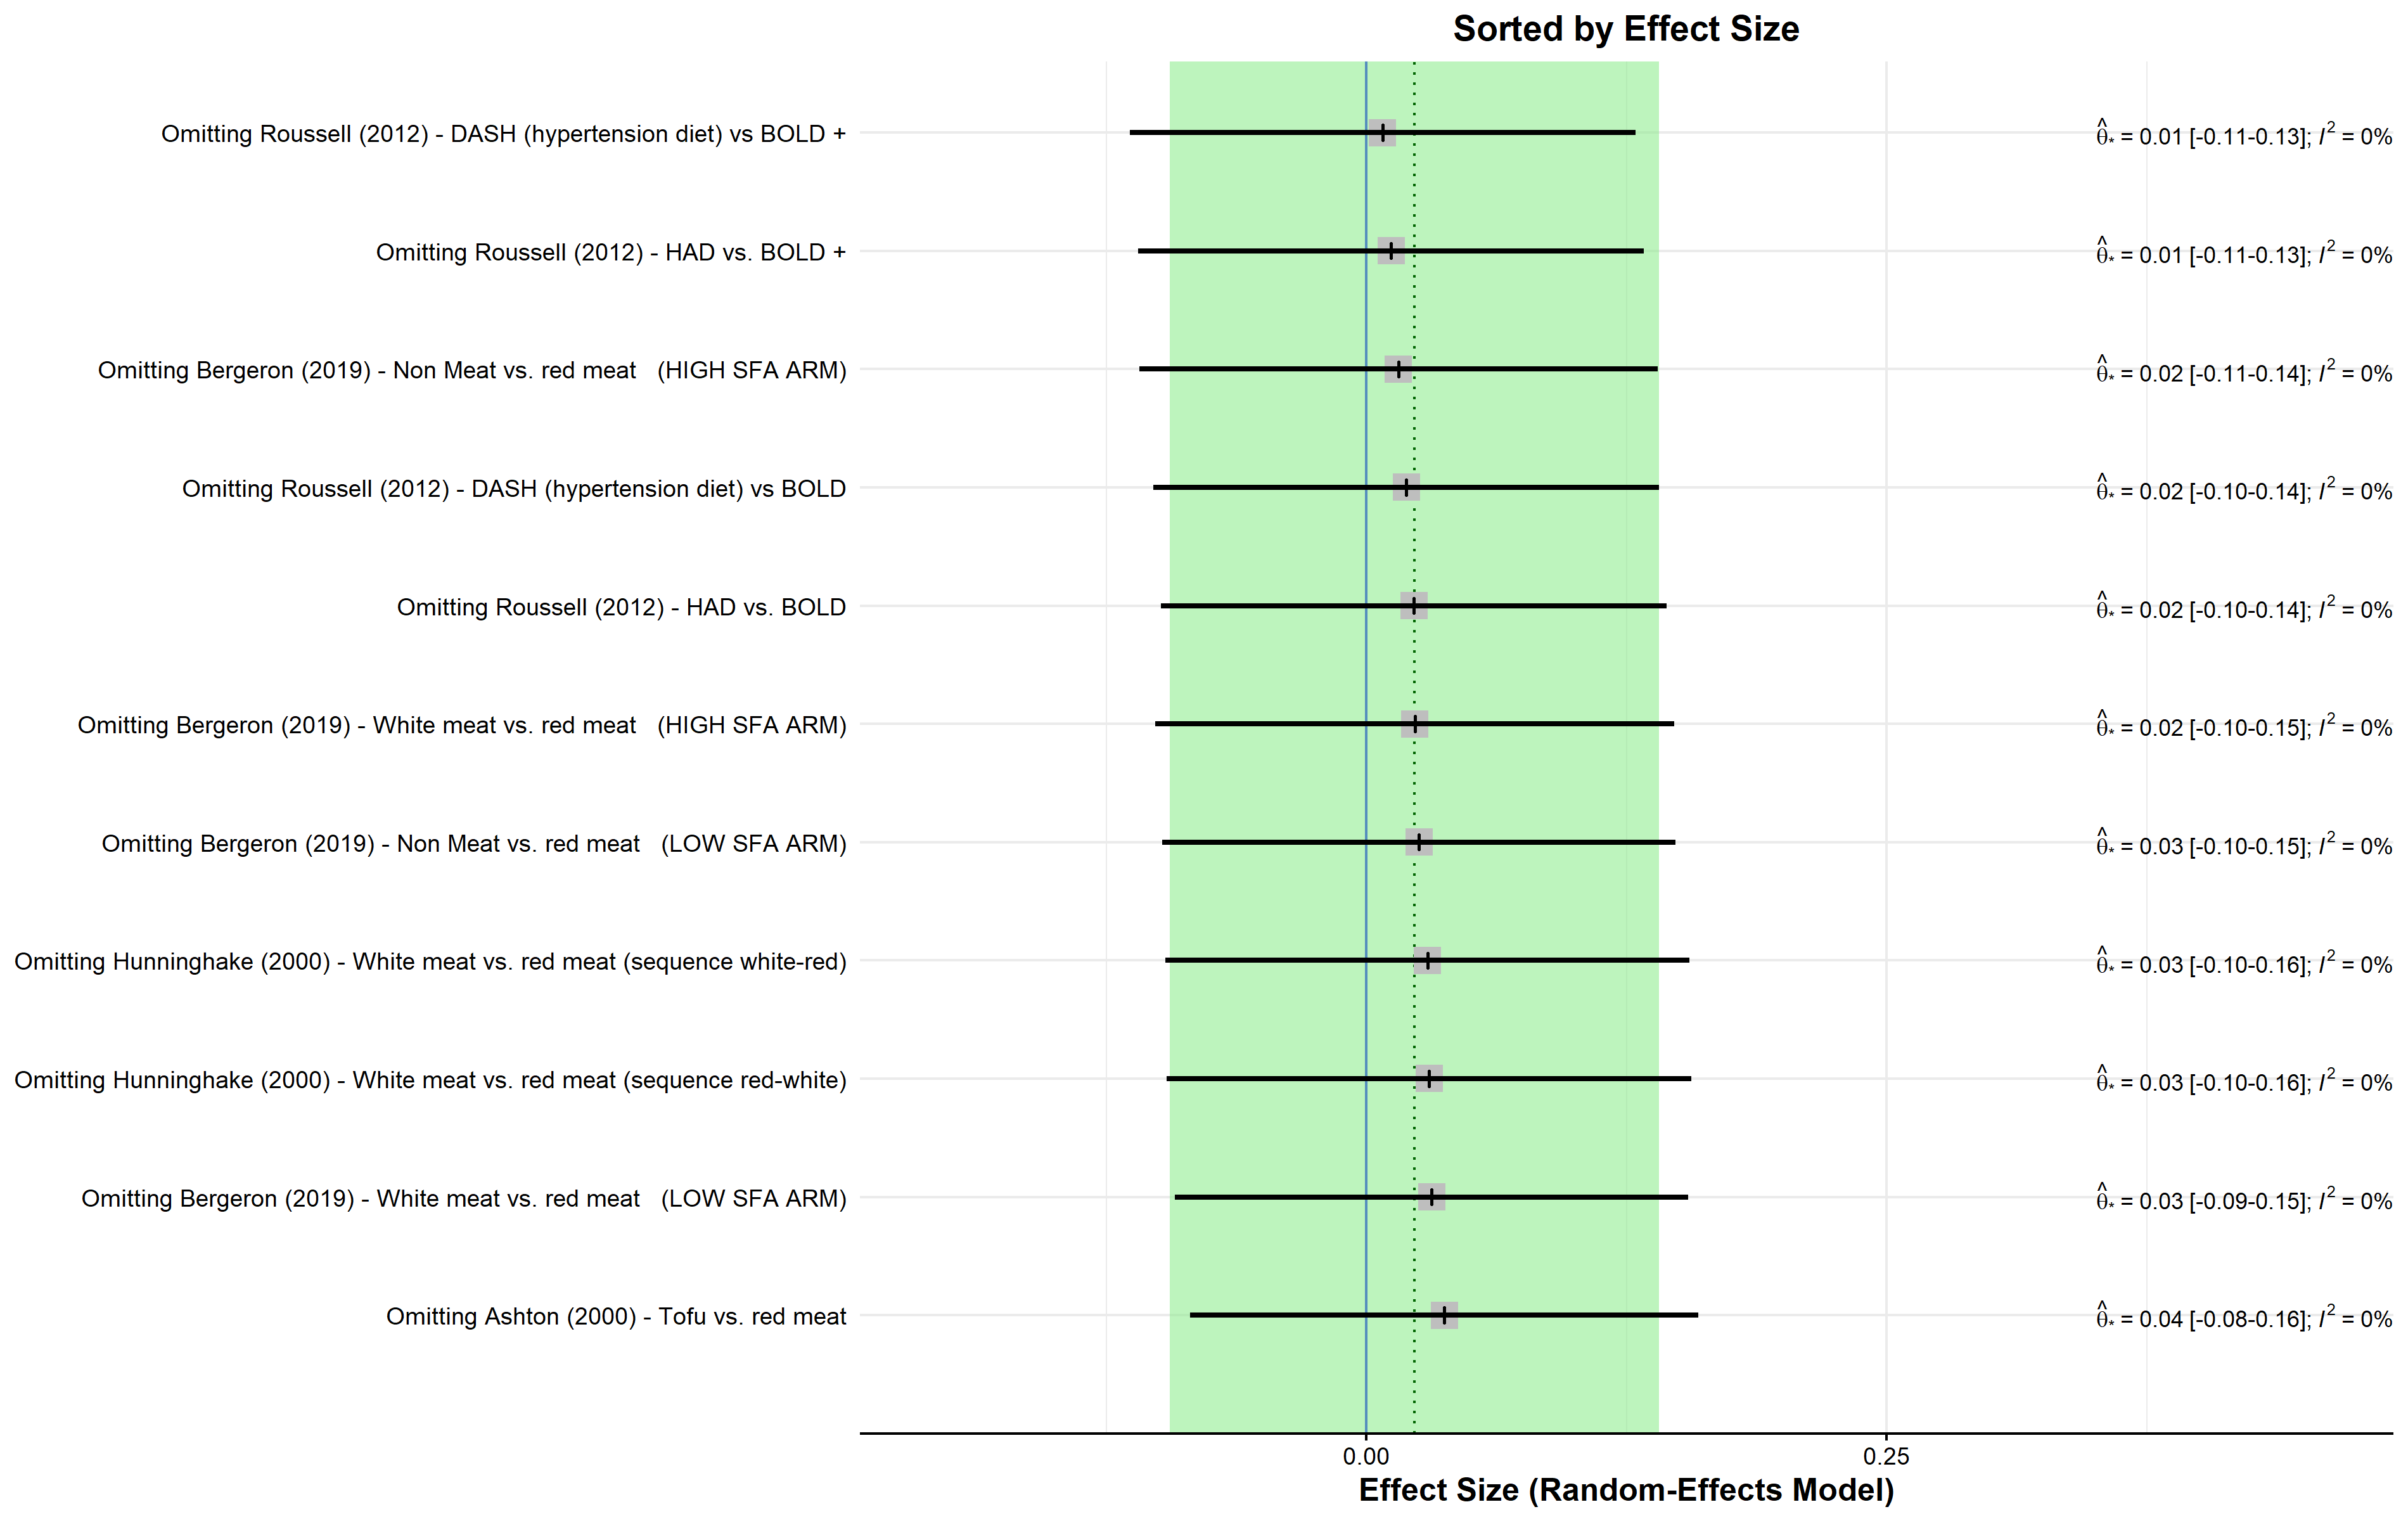 Sorted by Effect Size
Omitting Roussell (2012) - DASH (hypertension diet) vs BOLD + θ̂* = 0.01 [-0.11-0.13]; I² = 0%
Omitting Roussell (2012) - HAD vs. BOLD + θ̂* = 0.01 [-0.11-0.13]; I² = 0%
Omitting Bergeron (2019) - Non Meat vs. red meat (HIGH SFA ARM) θ̂* = 0.02 [-0.11-0.14]; I² = 0%
Omitting Roussell (2012) - DASH (hypertension diet) vs BOLD θ̂* = 0.02 [-0.10-0.14]; I² = 0%
Omitting Roussell (2012) - HAD vs. BOLD θ̂* = 0.02 [-0.10-0.14]; I² = 0%
Omitting Bergeron (2019) - White meat vs. red meat (HIGH SFA ARM) θ̂* = 0.02 [-0.10-0.15]; I² = 0%
Omitting Bergeron (2019) - Non Meat vs. red meat (LOW SFA ARM) θ̂* = 0.03 [-0.10-0.15]; I² = 0%
Omitting Hunninghake (2000) - White meat vs. red meat (sequence white-red) θ̂* = 0.03 [-0.10-0.16]; I² = 0%
Omitting Hunninghake (2000) - White meat vs. red meat (sequence red-white) θ̂* = 0.03 [-0.10-0.16]; I² = 0%
Omitting Bergeron (2019) - White meat vs. red meat (LOW SFA ARM) θ̂* = 0.03 [-0.09-0.15]; I² = 0%
Omitting Ashton (2000) - Tofu vs. red meat θ̂* = 0.04 [-0.08-0.16]; I² = 0%
0.00 0.25
Effect Size (Random-Effects Model)